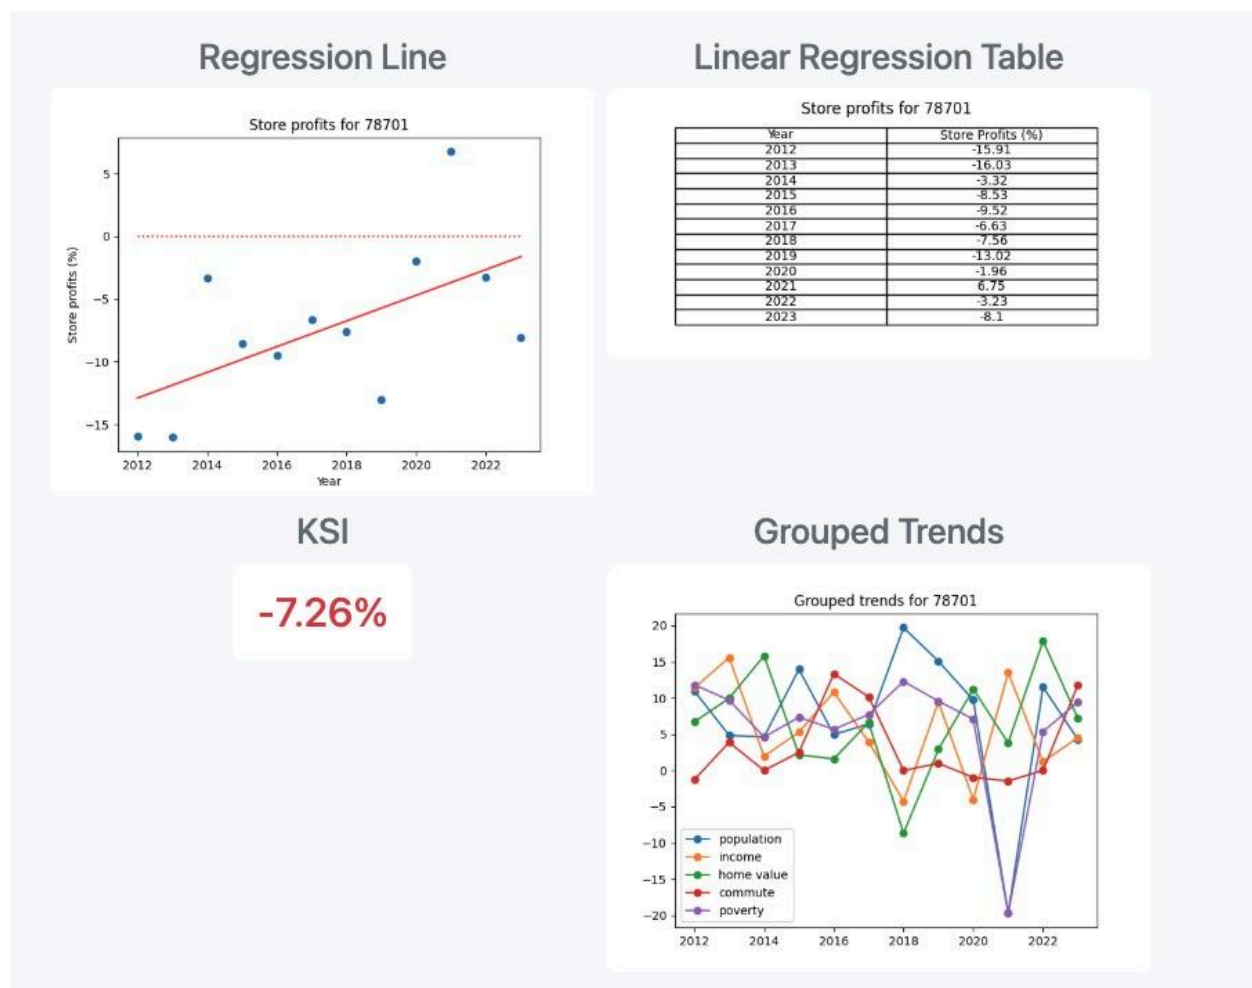 Regression Line
Store profits for 78701
Store profits (%)
5
0
−5
−10
−15
2012 2014 2016 2018 2020 2022
Year
Linear Regression Table
Store profits for 78701
Year Store Profits (%)
2012 -15.91
2013 -16.03
2014 -3.32
2015 -8.53
2016 -9.52
2017 -6.63
2018 -7.56
2019 -13.02
2020 -1.96
2021 6.75
2022 -3.23
2023 -8.1
KSI
-7.26%
Grouped Trends
Grouped trends for 78701
20
15
10
5
0
−5
−10
−15
−20
population
income
home value
commute
poverty
2012 2014 2016 2018 2020 2022